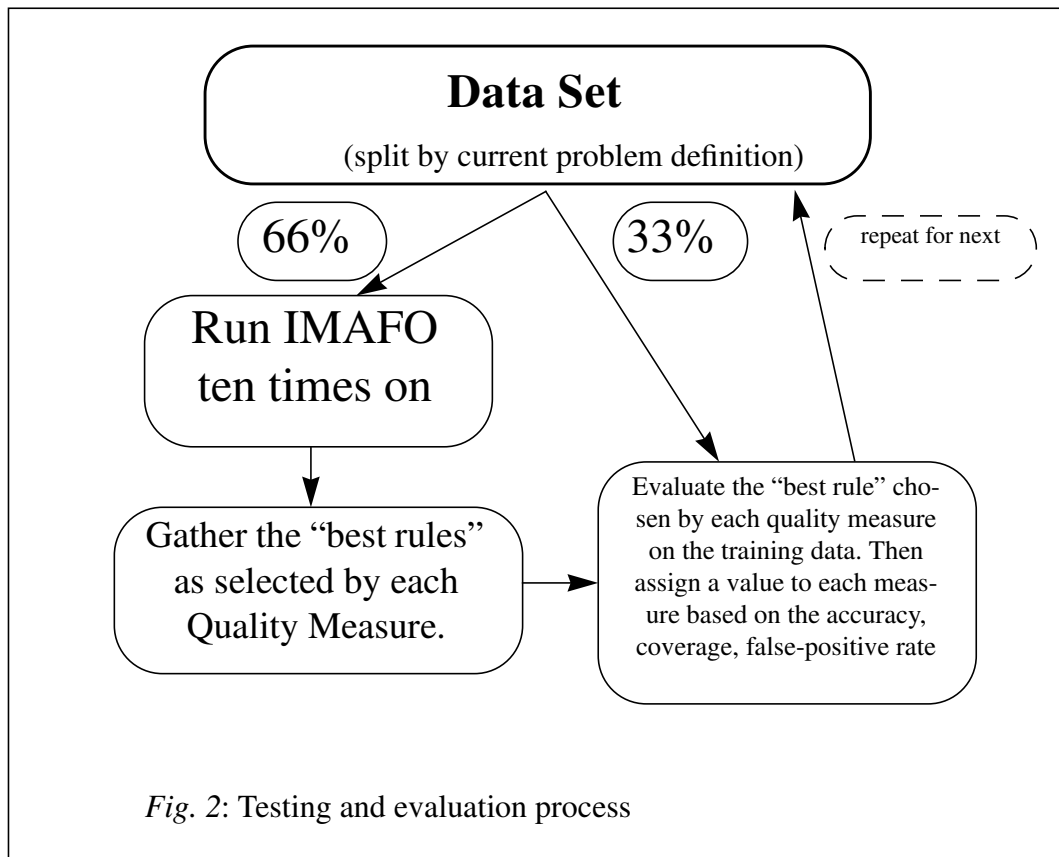 Data Set
(split by current problem definition)
66%
33%
repeat for next
Run IMAFO
ten times on
Gather the “best rules”
as selected by each
Quality Measure.
Evaluate the “best rule” cho-
sen by each quality measure
on the training data. Then
assign a value to each mea-
sure based on the accuracy,
coverage, false-positive rate
Fig. 2: Testing and evaluation process